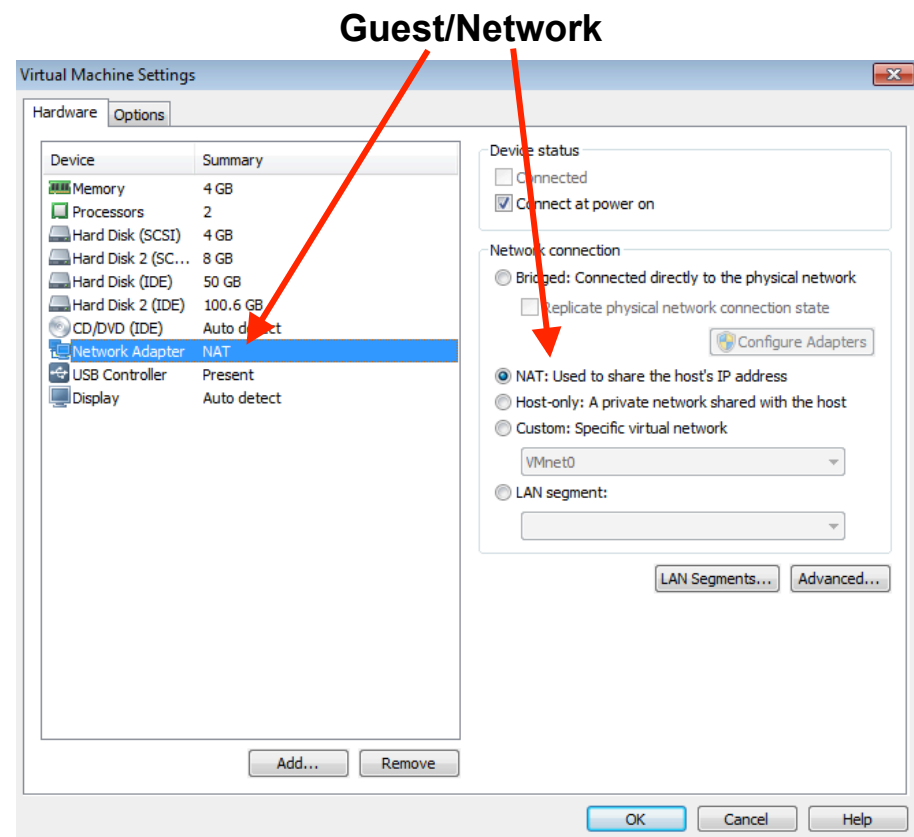 Guest/Network
Virtual Machine Settings
Hardware Options
Device Summary
Memory 4 GB
Processors 2
Hard Disk (SCSI) 4 GB
Hard Disk 2 (SC... 8 GB
Hard Disk (IDE) 50 GB
Hard Disk 2 (IDE) 100.6 GB
CD/DVD (IDE) Auto detect
Network Adapter NAT
USB Controller Present
Display Auto detect
Add... Remove
Device status
Connected
Connect at power on
Network connection
Bridged: Connected directly to the physical network
Replicate physical network connection state
Configure Adapters
NAT: Used to share the host's IP address
Host-only: A private network shared with the host
Custom: Specific virtual network
VMnet0
LAN segment:
LAN Segments... Advanced...
OK Cancel Help